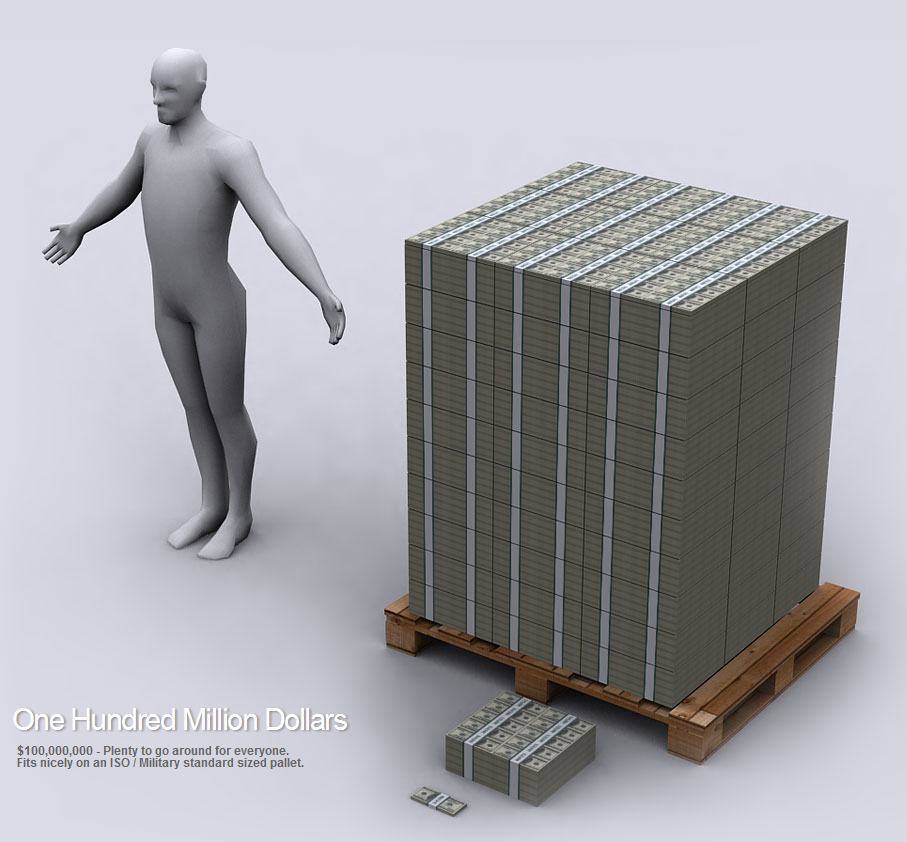 One Hundred Million Dollars
$100,000,000 - Plenty to go around for everyone.
Fits nicely on an ISO / Military standard sized pallet.